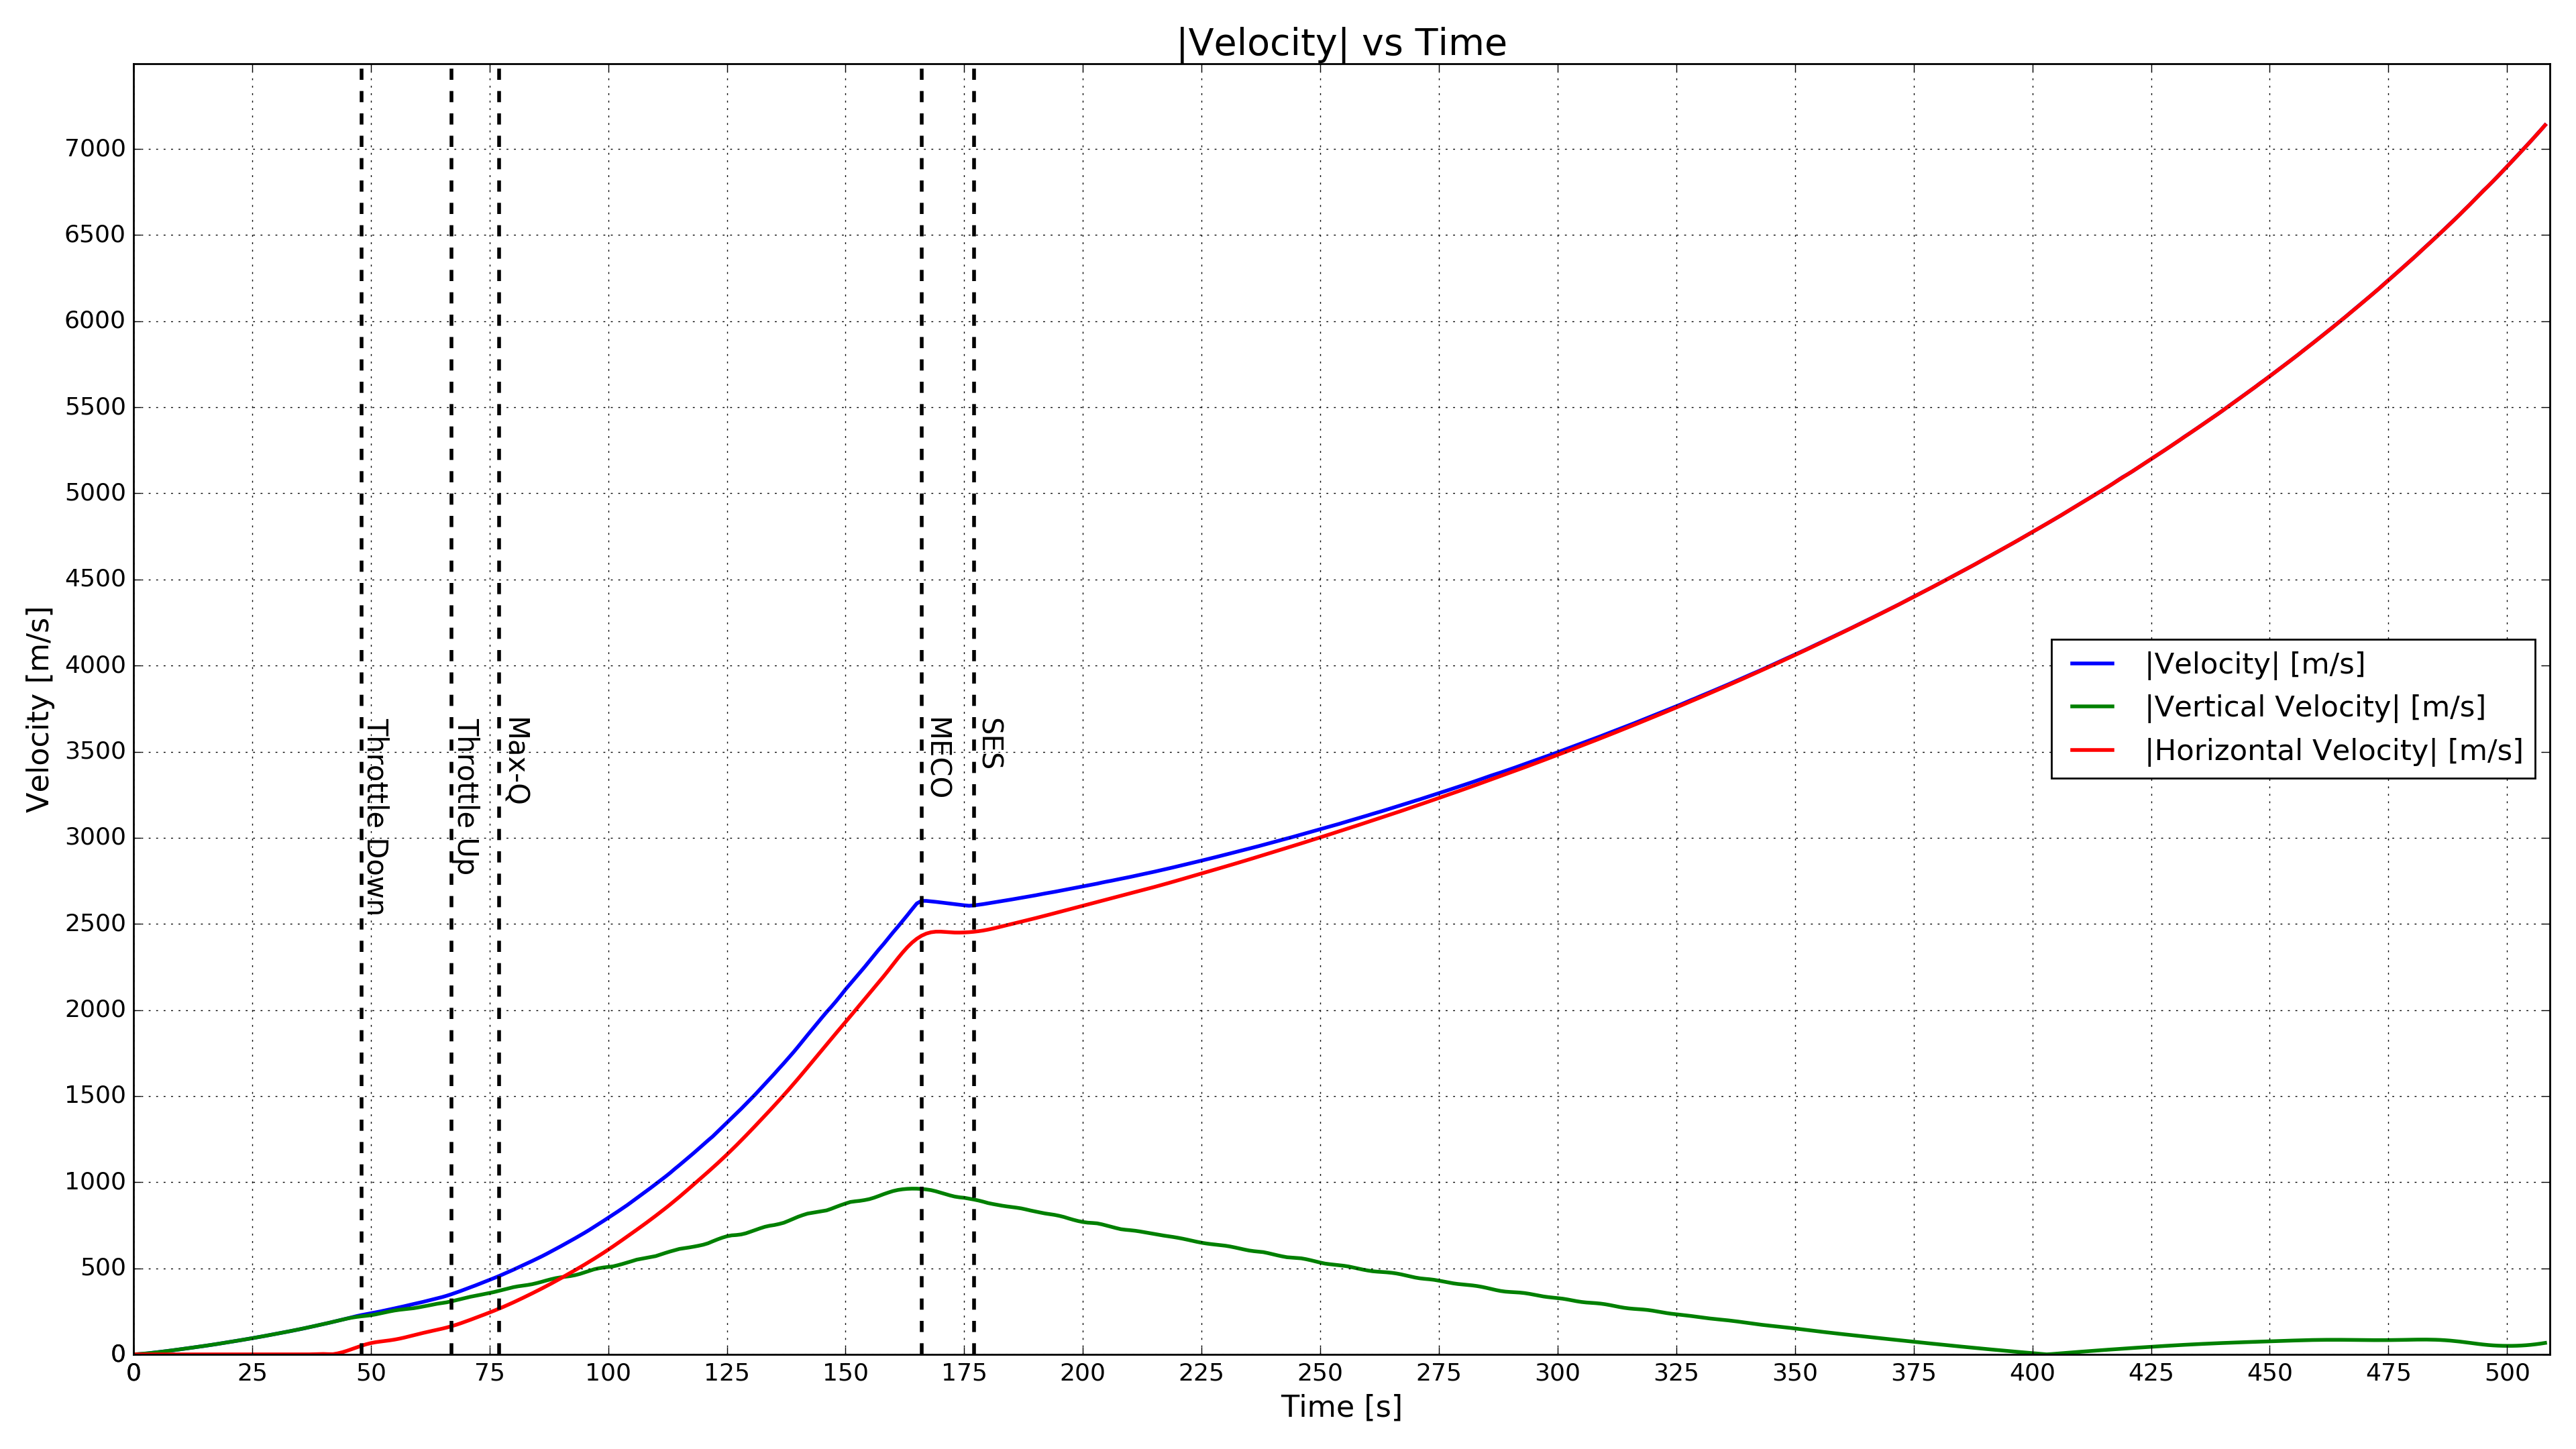 |Velocity| vs Time
Velocity [m/s]
7000
6500
6000
5500
5000
4500
4000
3500
3000
2500
2000
1500
1000
500
0
Throttle Down
Throttle Up
Max-Q
MECO
SES
|Velocity| [m/s]
|Vertical Velocity| [m/s]
|Horizontal Velocity| [m/s]
0 25 50 75 100 125 150 175 200 225 250 275 300 325 350 375 400 425 450 475 500
Time [s]